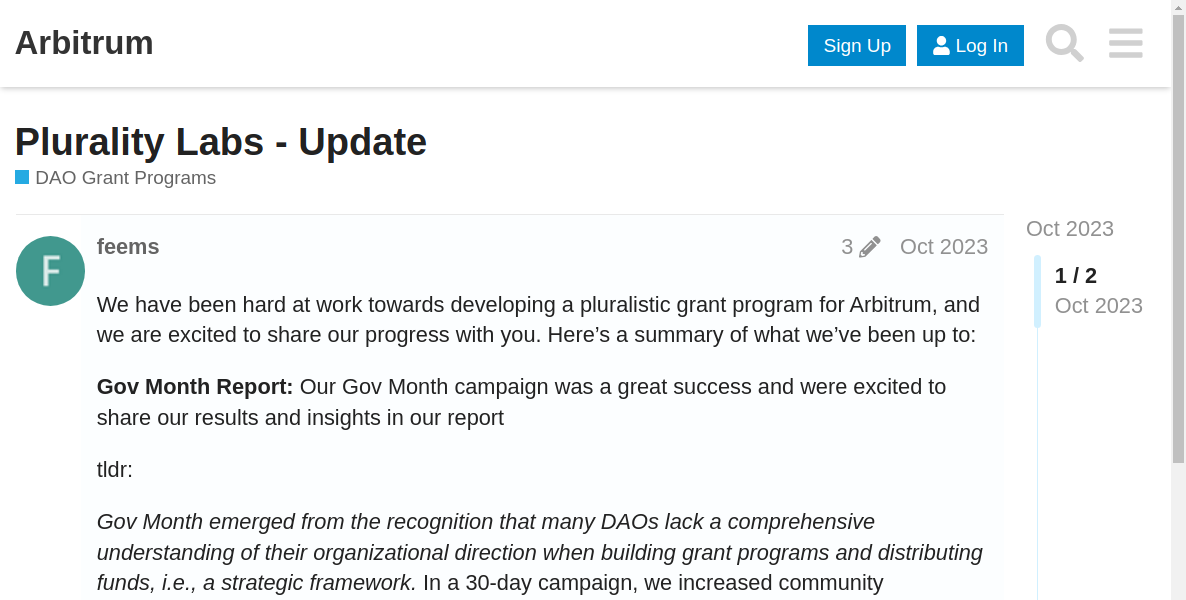 Arbitrum
Sign Up
Log In
Plurality Labs - Update
DAO Grant Programs
Oct 2023
F
feems
3
Oct 2023
1 / 2
Oct 2023
We have been hard at work towards developing a pluralistic grant program for Arbitrum, and
we are excited to share our progress with you. Here’s a summary of what we’ve been up to:
Gov Month Report: Our Gov Month campaign was a great success and were excited to
share our results and insights in our report
tldr:
Gov Month emerged from the recognition that many DAOs lack a comprehensive
understanding of their organizational direction when building grant programs and distributing
funds, i.e., a strategic framework. In a 30-day campaign, we increased community